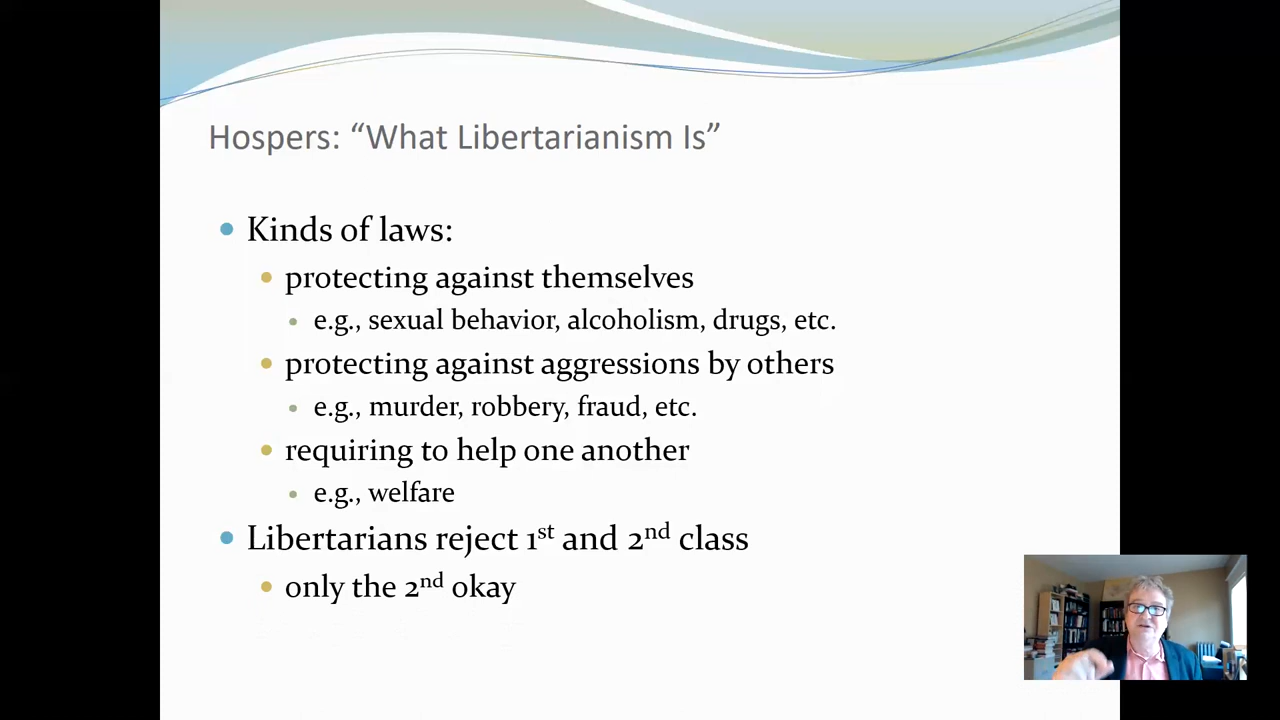 Hospers: “What Libertarianism Is”
Kinds of laws:
protecting against themselves
e.g., sexual behavior, alcoholism, drugs, etc.
protecting against aggressions by others
e.g., murder, robbery, fraud, etc.
requiring to help one another
e.g., welfare
Libertarians reject 1st and 2nd class
only the 2nd okay